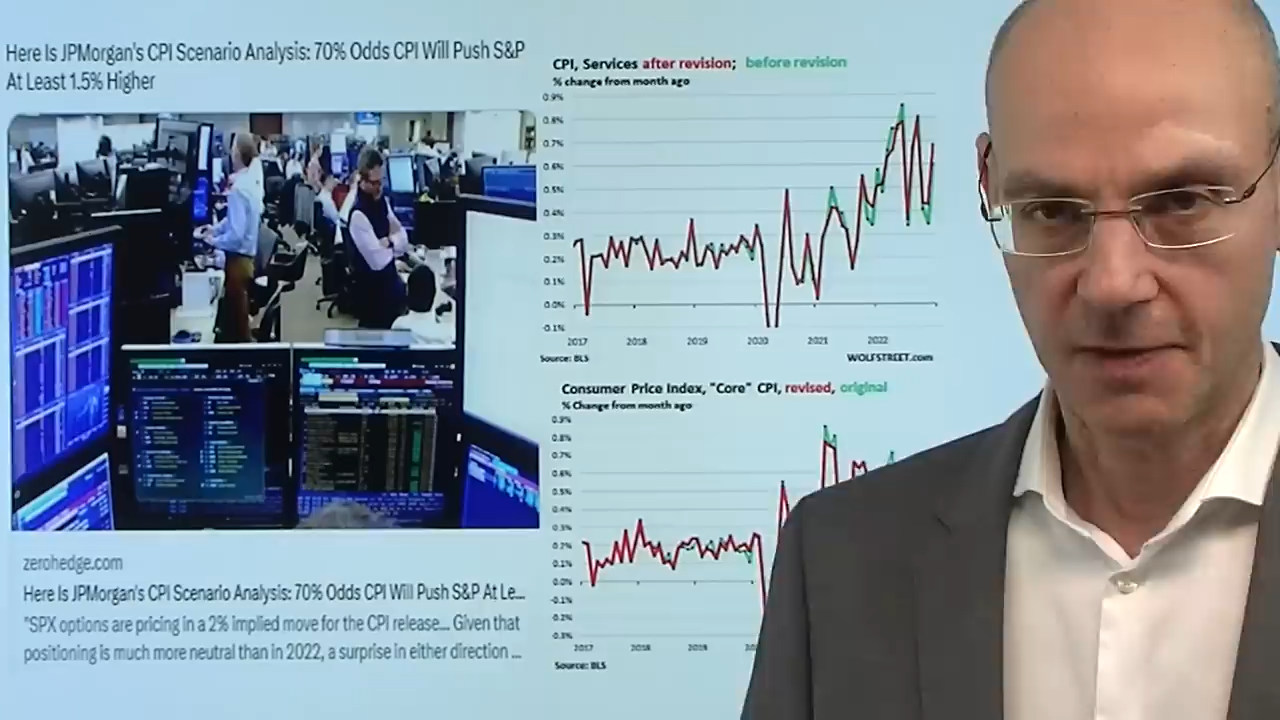 Here Is JPMorgan's CPI Scenario Analysis: 70% Odds CPI Will Push S&P
At Least 1.5% Higher
zerohedge.com
Here Is JPMorgan's CPI Scenario Analysis: 70% Odds CPI Will Push S&P At Le...
"SPX options are pricing in a 2% implied move for the CPI release... Given that
positioning is much more neutral than in 2022, a surprise in either direction ...
CPI, Services after revision; before revision
% change from month ago
0.9%
0.8%
0.7%
0.6%
0.5%
0.4%
0.3%
0.2%
0.1%
0.0%
-0.1%
2017 2018 2019 2020 2021 2022
Source: BLS WOLFSTREET.com
Consumer Price Index, "Core" CPI, revised, original
% Change from month ago
0.9%
0.8%
0.7%
0.6%
0.5%
0.4%
0.3%
0.2%
0.1%
0.0%
-0.1%
-0.2%
-0.3%
2017 2018 2019
Source: BLS